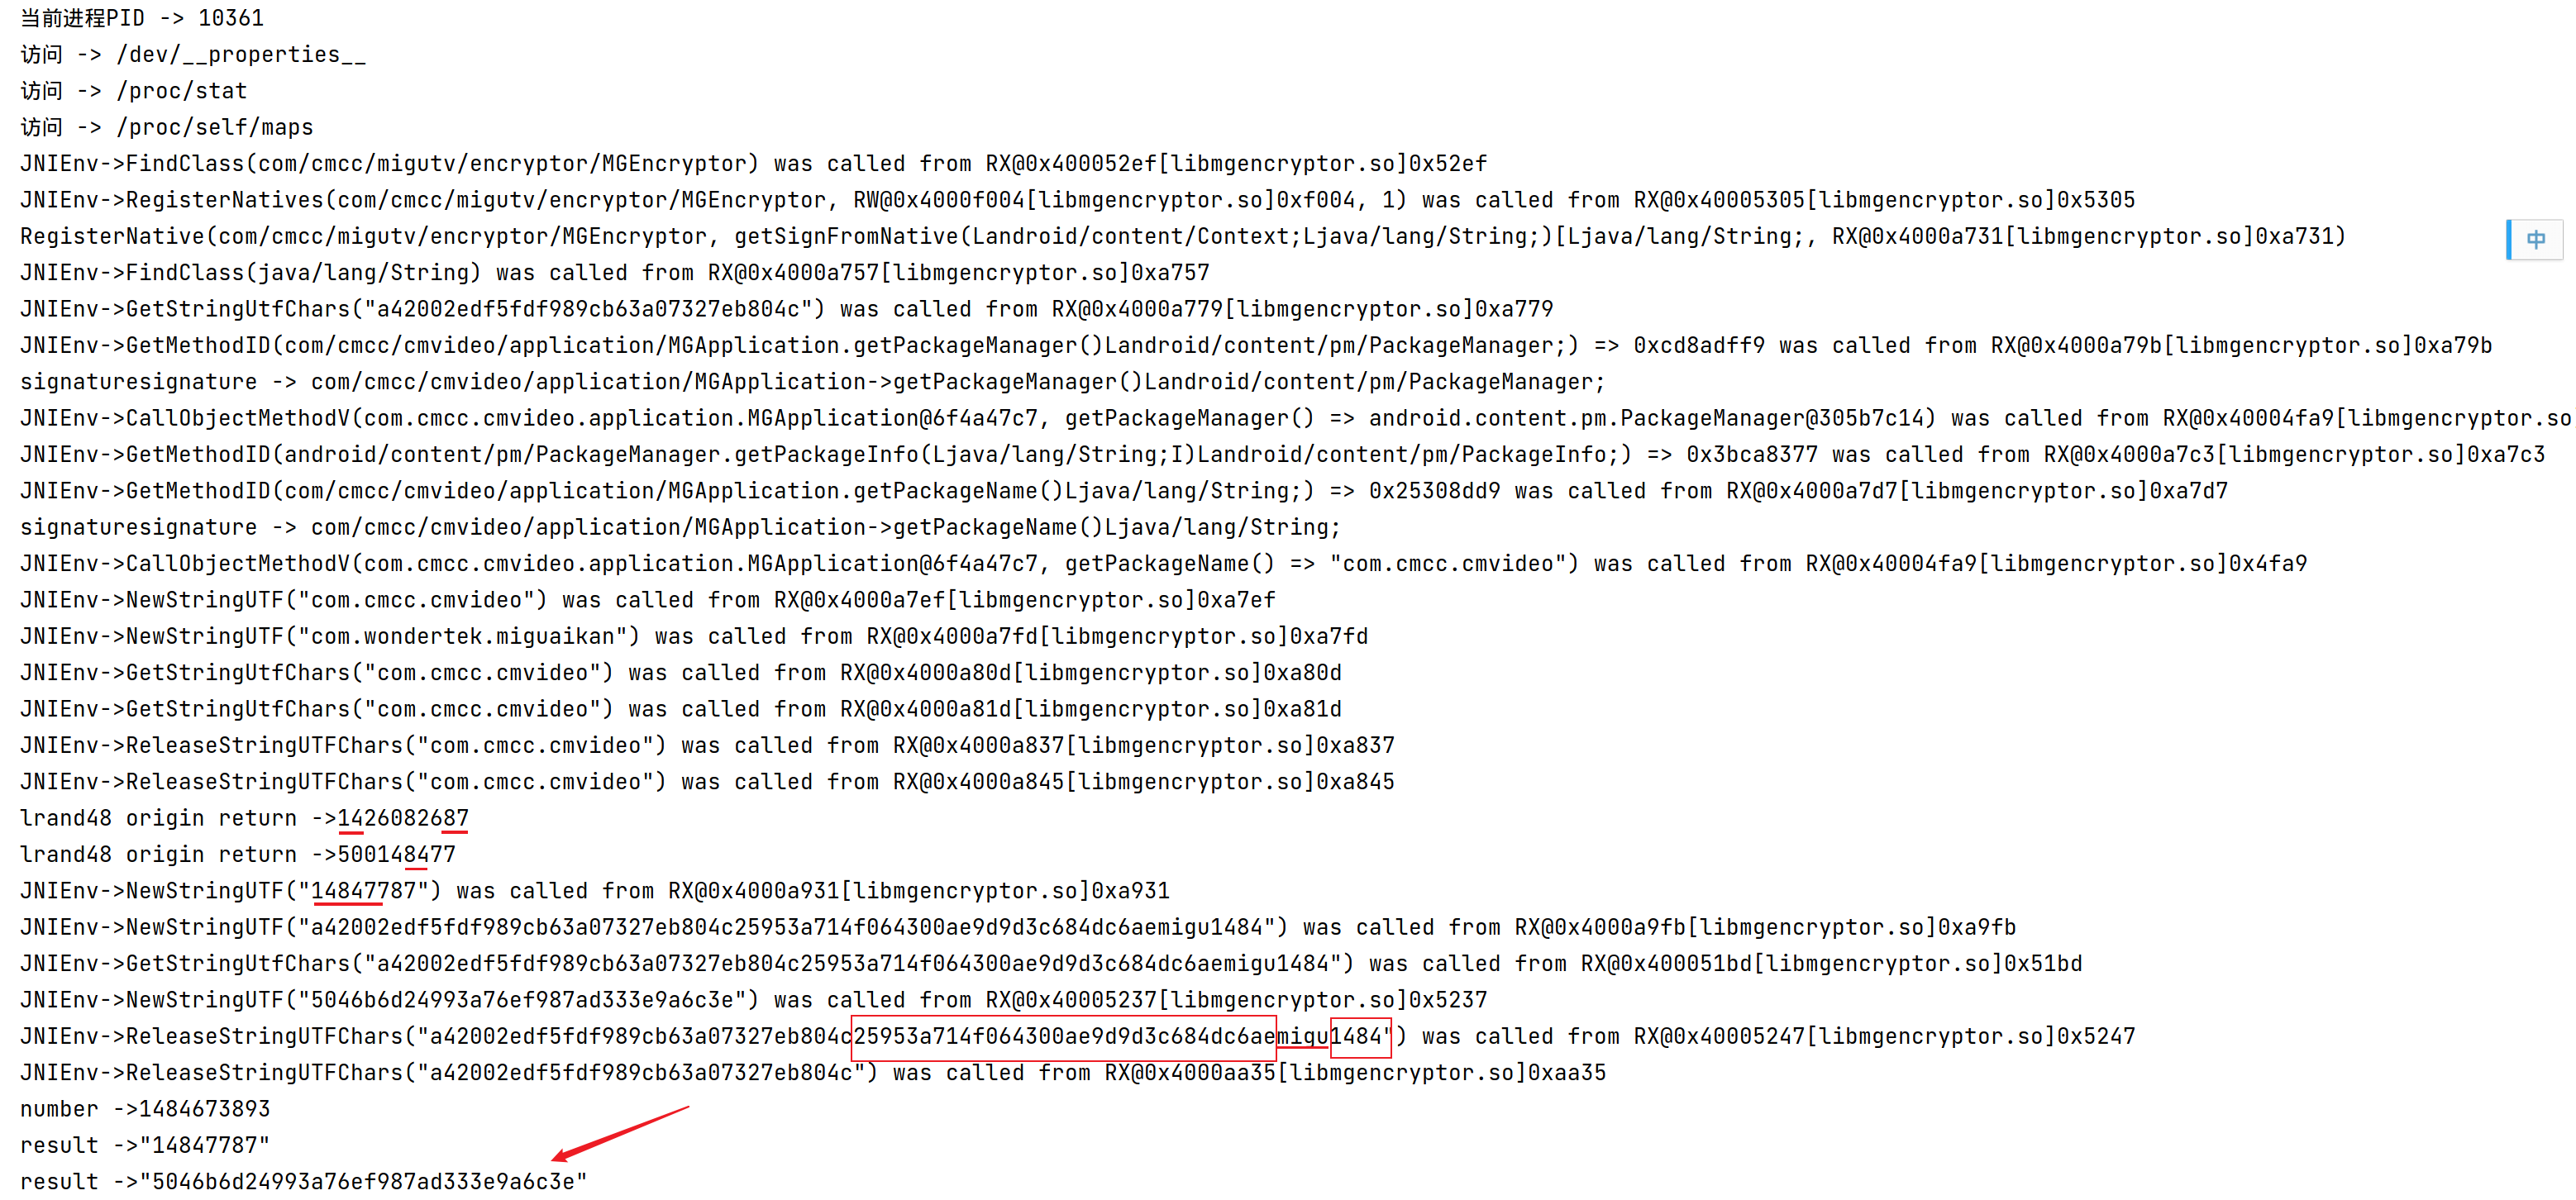 当前进程PID -> 10361
访问 -> /dev/__properties__
访问 -> /proc/stat
访问 -> /proc/self/maps
JNIEnv->FindClass(com/cmcc/migutv/encryptor/MGEncryptor) was called from RX@0x400052ef[libmgencryptor.so]0x52ef
JNIEnv->RegisterNatives(com/cmcc/migutv/encryptor/MGEncryptor, RW@0x4000f004[libmgencryptor.so]0xf004, 1) was called from RX@0x40005305[libmgencryptor.so]0x5305
RegisterNative(com/cmcc/migutv/encryptor/MGEncryptor, getSignFromNative(Landroid/content/Context;Ljava/lang/String;)[Ljava/lang/String;, RX@0x4000a731[libmgencryptor.so]0xa731)
中
JNIEnv->FindClass(java/lang/String) was called from RX@0x4000a757[libmgencryptor.so]0xa757
JNIEnv->GetStringUtfChars("a42002edf5fdf989cb63a07327eb804c") was called from RX@0x4000a779[libmgencryptor.so]0xa779
JNIEnv->GetMethodID(com/cmcc/cmvideo/application/MGApplication.getPackageManager()Landroid/content/pm/PackageManager;) => 0xcd8adff9 was called from RX@0x4000a79b[libmgencryptor.so]0xa79b
signaturesignature -> com/cmcc/cmvideo/application/MGApplication->getPackageManager()Landroid/content/pm/PackageManager;
JNIEnv->CallObjectMethodV(com.cmcc.cmvideo.application.MGApplication@6f4a47c7, getPackageManager() => android.content.pm.PackageManager@305b7c14) was called from RX@0x40004fa9[libmgencryptor.so
JNIEnv->GetMethodID(android/content/pm/PackageManager.getPackageInfo(Ljava/lang/String;I)Landroid/content/pm/PackageInfo;) => 0x3bca8377 was called from RX@0x4000a7c3[libmgencryptor.so]0xa7c3
JNIEnv->GetMethodID(com/cmcc/cmvideo/application/MGApplication.getPackageName()Ljava/lang/String;) => 0x25308dd9 was called from RX@0x4000a7d7[libmgencryptor.so]0xa7d7
signaturesignature -> com/cmcc/cmvideo/application/MGApplication->getPackageName()Ljava/lang/String;
JNIEnv->CallObjectMethodV(com.cmcc.cmvideo.application.MGApplication@6f4a47c7, getPackageName() => "com.cmcc.cmvideo") was called from RX@0x40004fa9[libmgencryptor.so]0x4fa9
JNIEnv->NewStringUTF("com.cmcc.cmvideo") was called from RX@0x4000a7ef[libmgencryptor.so]0xa7ef
JNIEnv->NewStringUTF("com.wondertek.miguaikan") was called from RX@0x4000a7fd[libmgencryptor.so]0xa7fd
JNIEnv->GetStringUtfChars("com.cmcc.cmvideo") was called from RX@0x4000a80d[libmgencryptor.so]0xa80d
JNIEnv->GetStringUtfChars("com.cmcc.cmvideo") was called from RX@0x4000a81d[libmgencryptor.so]0xa81d
JNIEnv->ReleaseStringUTFChars("com.cmcc.cmvideo") was called from RX@0x4000a837[libmgencryptor.so]0xa837
JNIEnv->ReleaseStringUTFChars("com.cmcc.cmvideo") was called from RX@0x4000a845[libmgencryptor.so]0xa845
lrand48 origin return ->1426082687
lrand48 origin return ->500148477
JNIEnv->NewStringUTF("14847787") was called from RX@0x4000a931[libmgencryptor.so]0xa931
JNIEnv->NewStringUTF("a42002edf5fdf989cb63a07327eb804c25953a714f064300ae9d9d3c684dc6aemigu1484") was called from RX@0x4000a9fb[libmgencryptor.so]0xa9fb
JNIEnv->GetStringUtfChars("a42002edf5fdf989cb63a07327eb804c25953a714f064300ae9d9d3c684dc6aemigu1484") was called from RX@0x400051bd[libmgencryptor.so]0x51bd
JNIEnv->NewStringUTF("5046b6d24993a76ef987ad333e9a6c3e") was called from RX@0x40005237[libmgencryptor.so]0x5237
JNIEnv->ReleaseStringUTFChars("a42002edf5fdf989cb63a07327eb804c25953a714f064300ae9d9d3c684dc6aemigu1484") was called from RX@0x40005247[libmgencryptor.so]0x5247
JNIEnv->ReleaseStringUTFChars("a42002edf5fdf989cb63a07327eb804c") was called from RX@0x4000aa35[libmgencryptor.so]0xaa35
number ->1484673893
result ->"14847787"
result ->"5046b6d24993a76ef987ad333e9a6c3e"